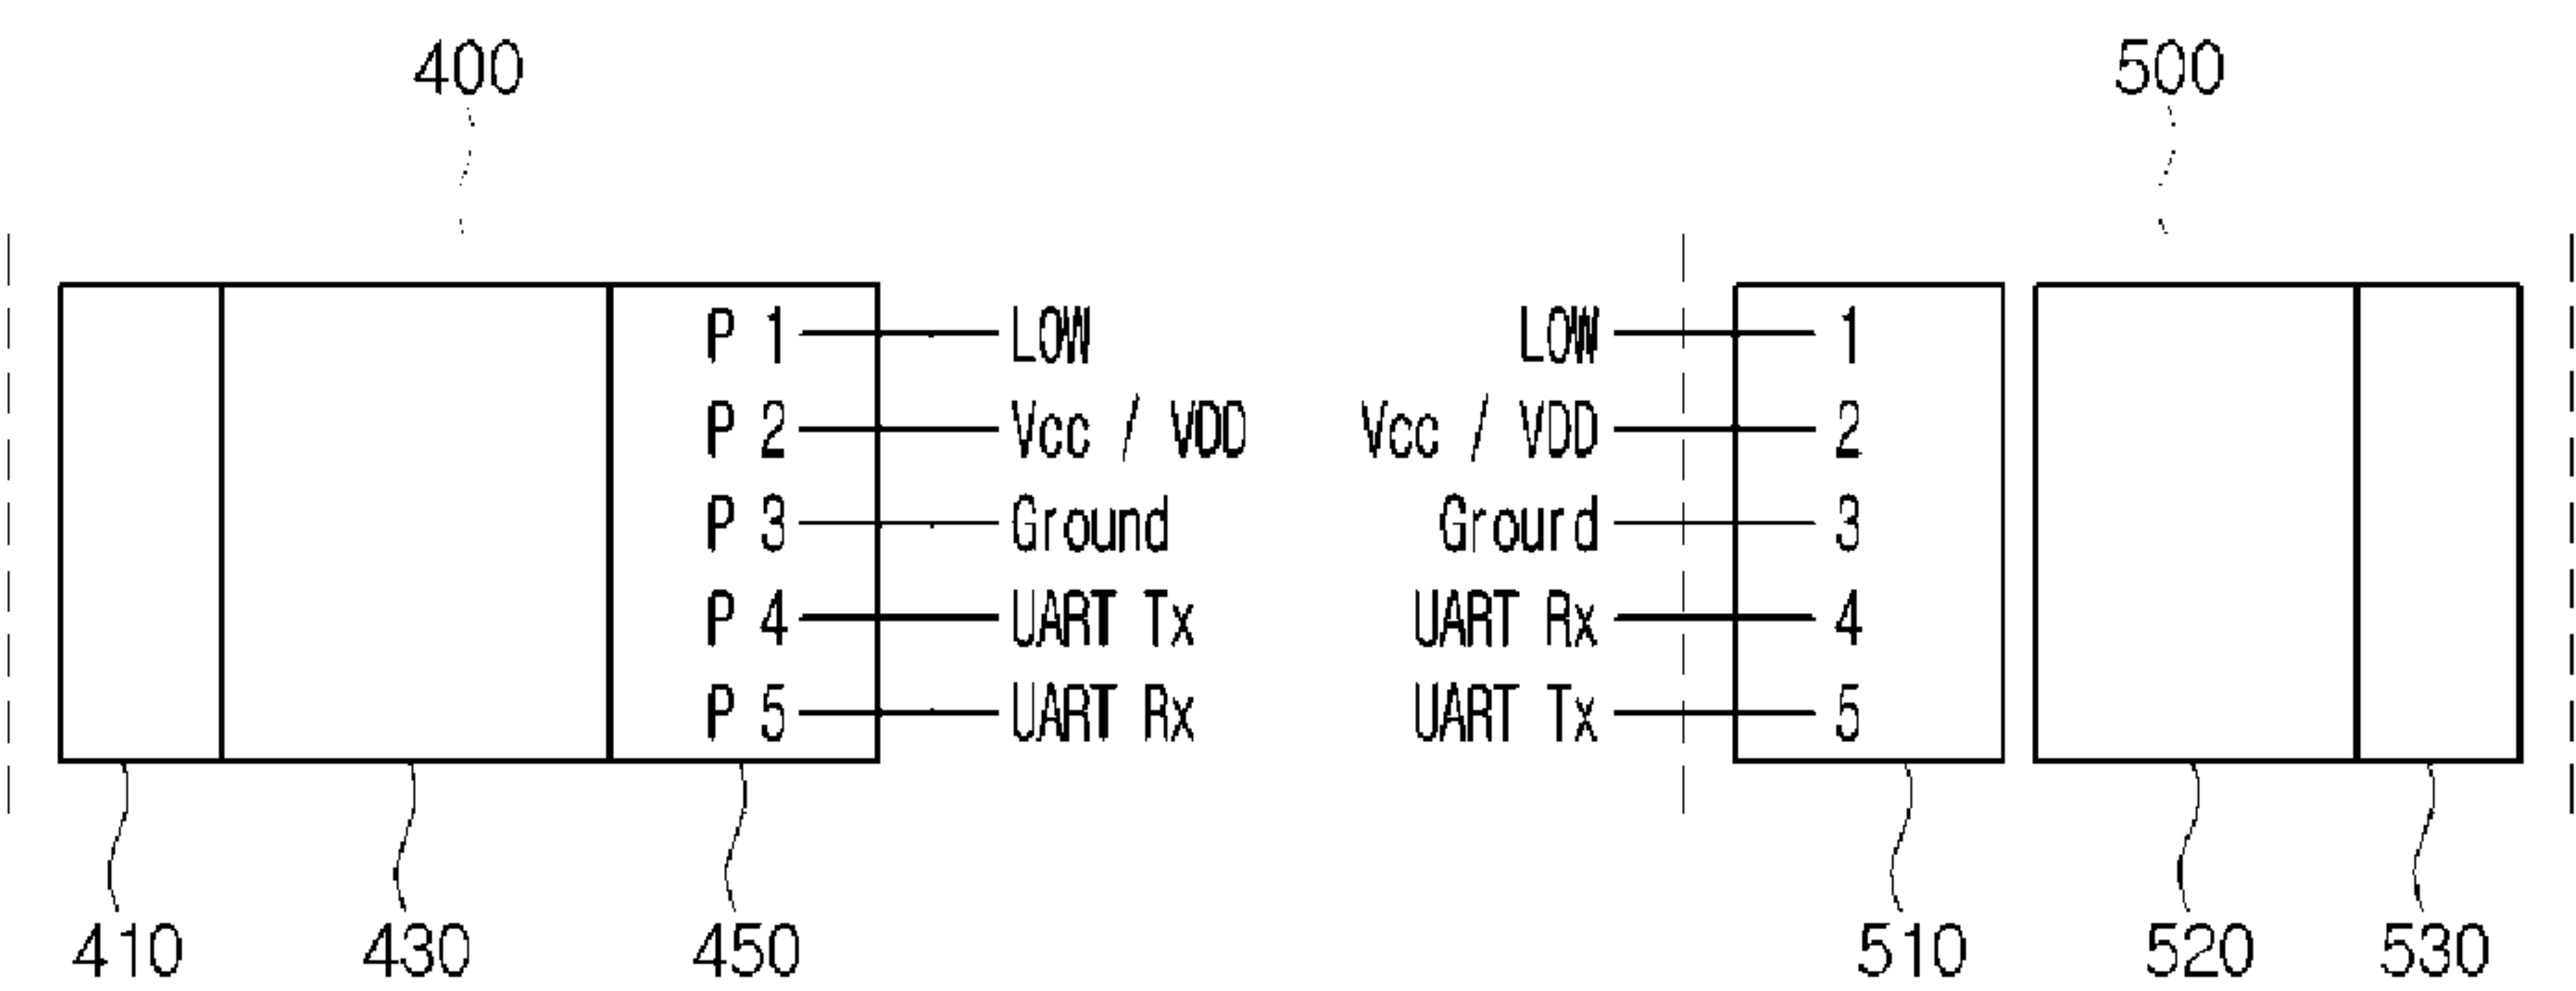 400 500
P 1 LOW LOW 1
P 2 Vcc / VDD Vcc / VDD 2
P 3 Ground Grourd 3
P 4 UART Tx UART Rx 4
P 5 UART Rx UART Tx 5
410 430 450 510 520 530